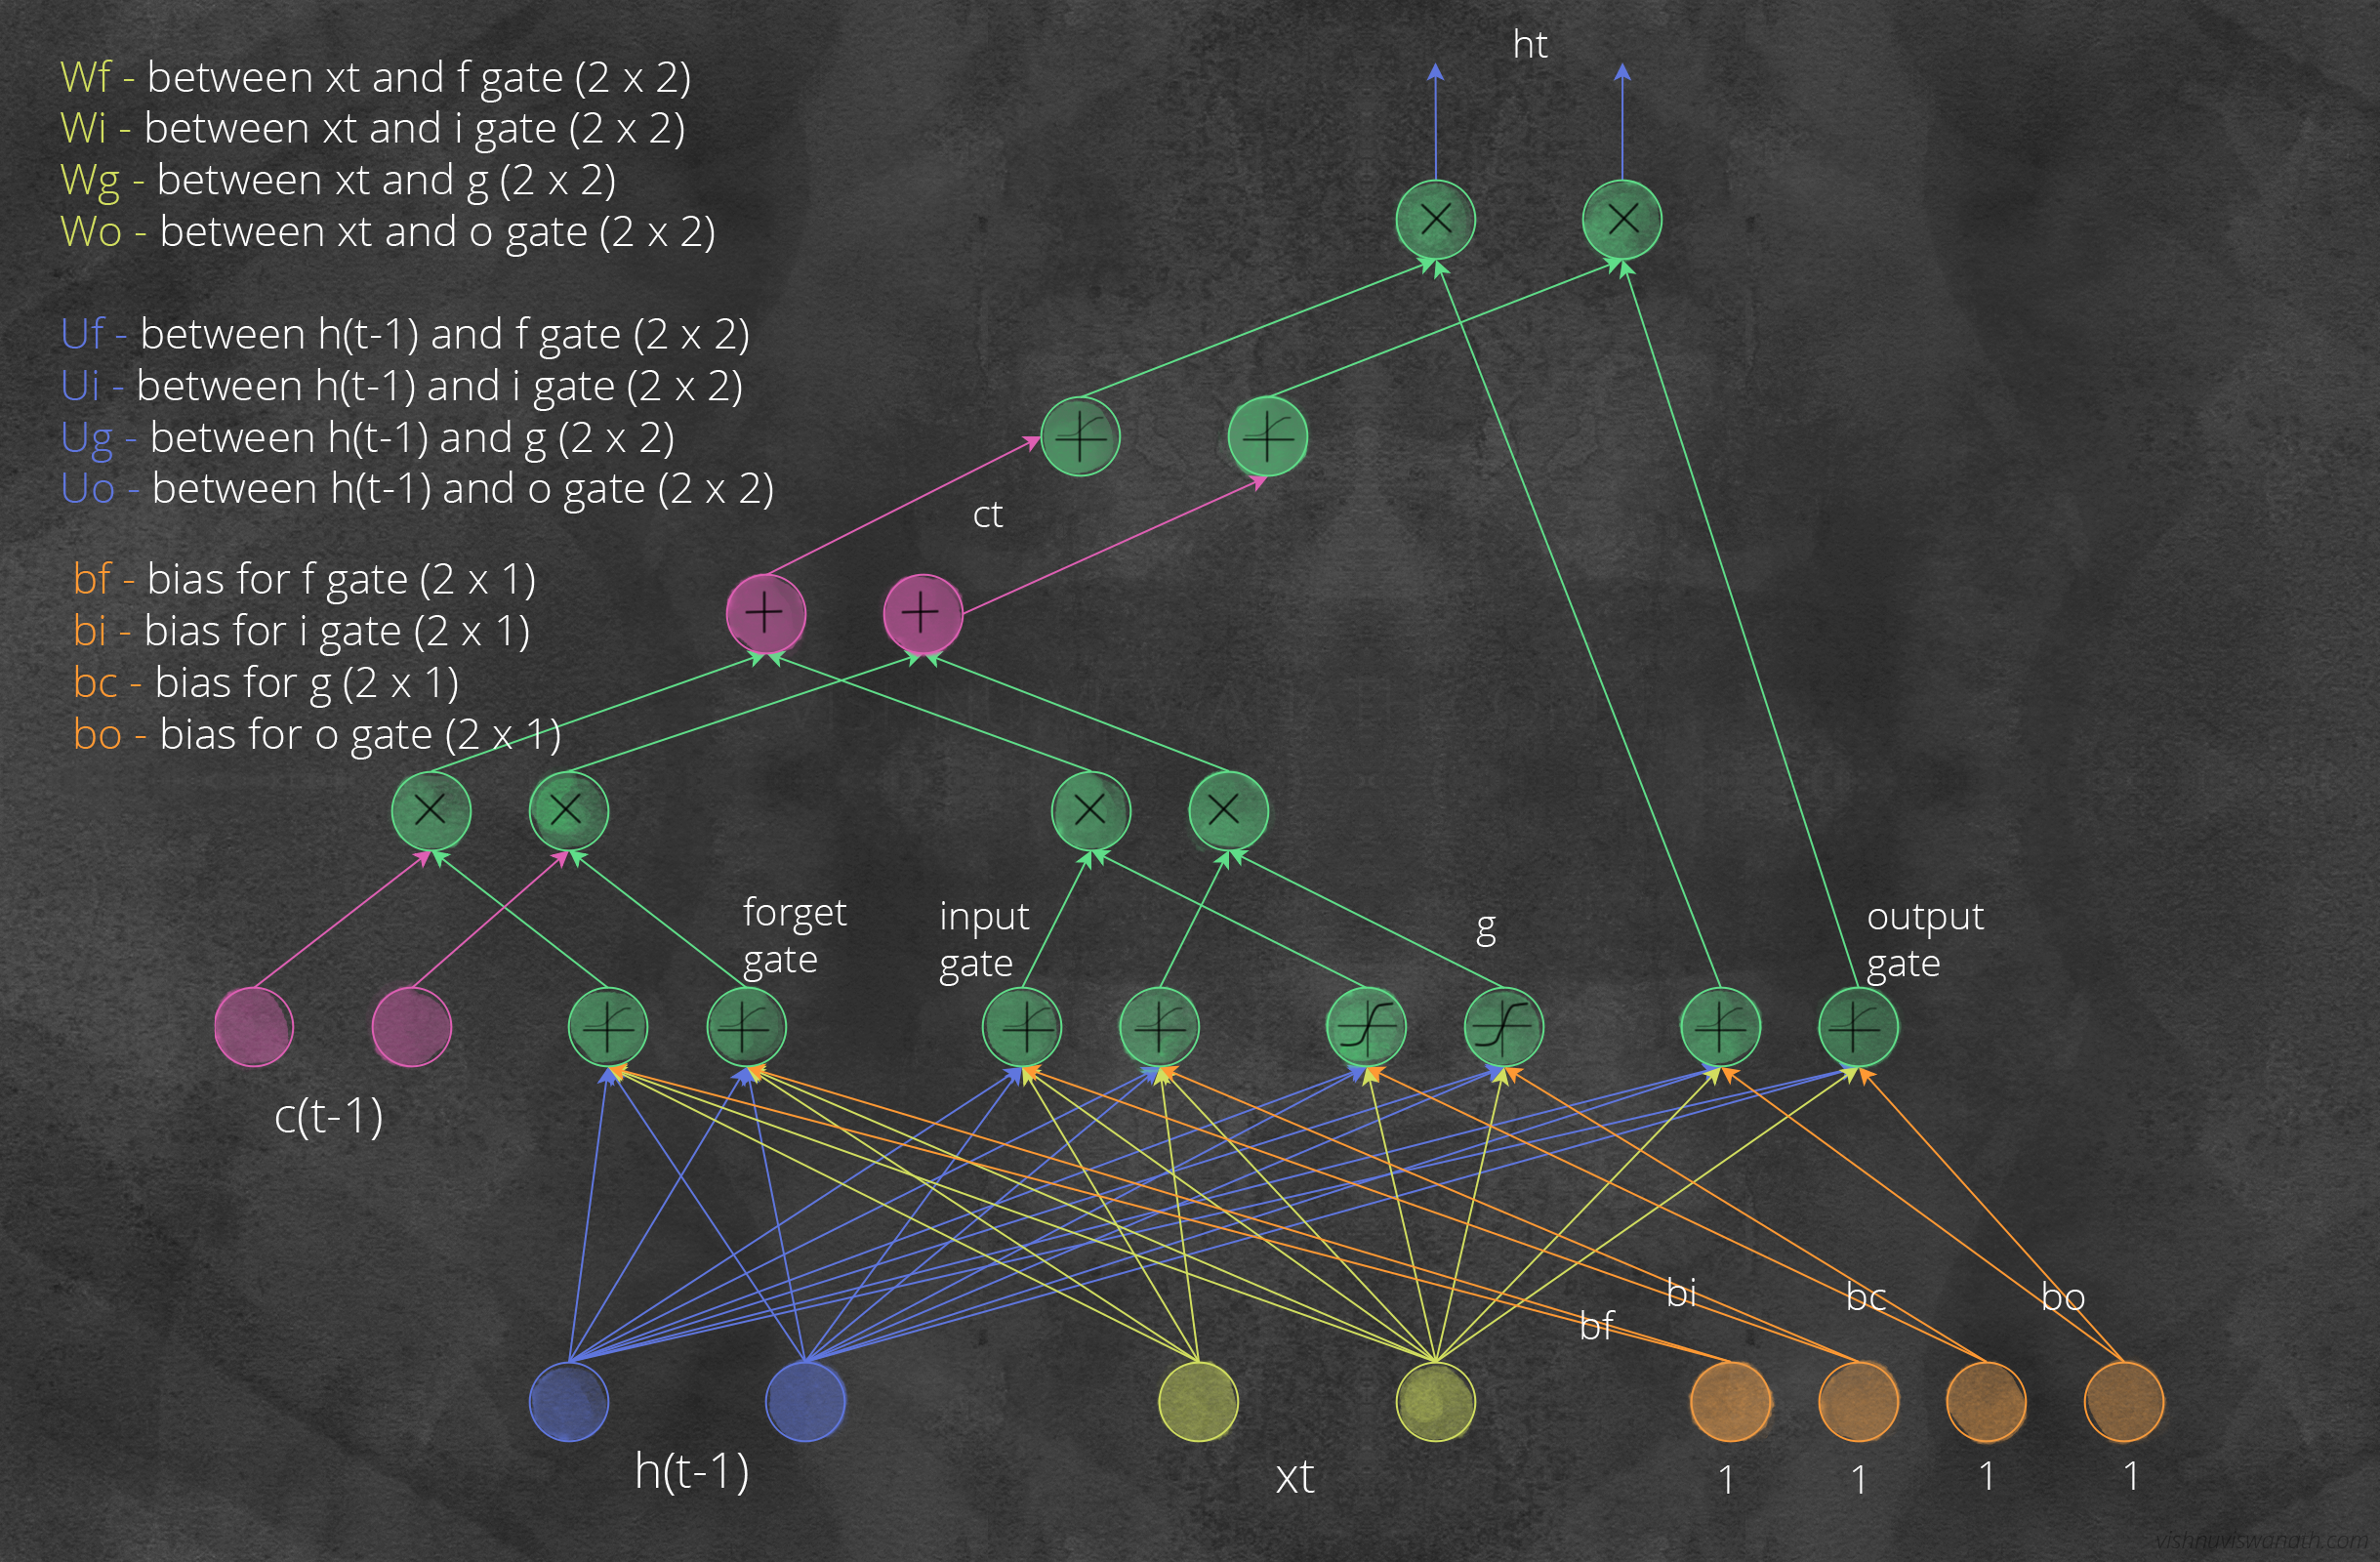 Wf - between xt and f gate (2 x 2)
Wi - between xt and i gate (2 x 2)
Wg - between xt and g (2 x 2)
Wo - between xt and o gate (2 x 2)
Uf - between h(t-1) and f gate (2 x 2)
Ui - between h(t-1) and i gate (2 x 2)
Ug - between h(t-1) and g (2 x 2)
Uo - between h(t-1) and o gate (2 x 2)
bf - bias for f gate (2 x 1)
bi - bias for i gate (2 x 1)
bc - bias for g (2 x 1)
bo - bias for o gate (2 x 1)
ht
ct
forget
gate
input
gate
g
output
gate
c(t-1)
bf
bi
bc
bo
h(t-1)
xt
1
1
1
1
vishnuviswanath.com